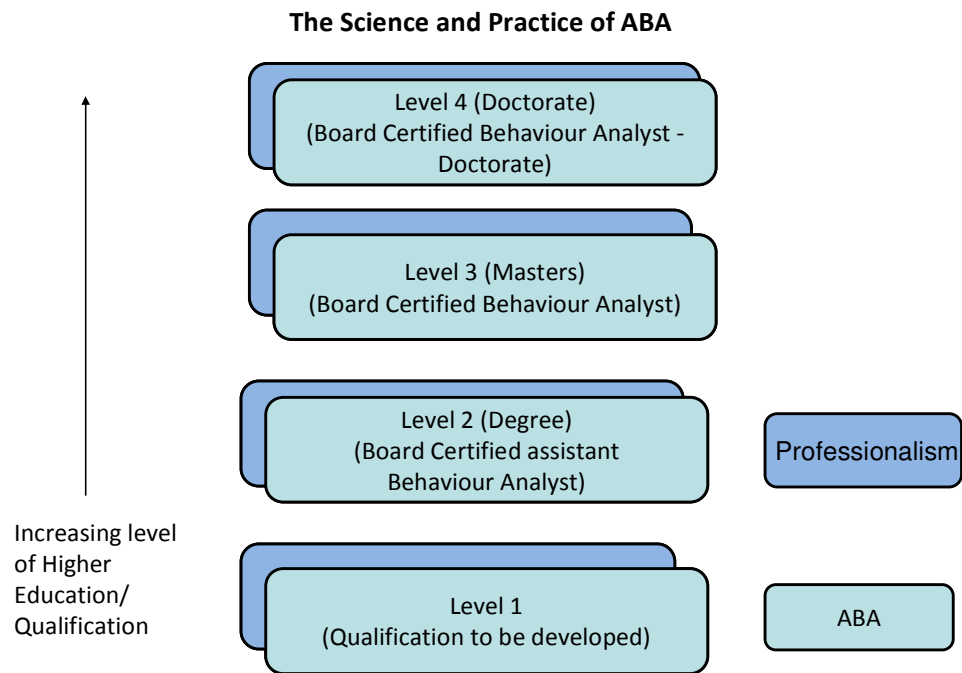 The Science and Practice of ABA
Level 4 (Doctorate)
(Board Certified Behaviour Analyst -
Doctorate)
Level 3 (Masters)
(Board Certified Behaviour Analyst)
Level 2 (Degree)
(Board Certified assistant
Behaviour Analyst)
Professionalism
Increasing level
of Higher
Education/
Qualification
Level 1
(Qualification to be developed)
ABA